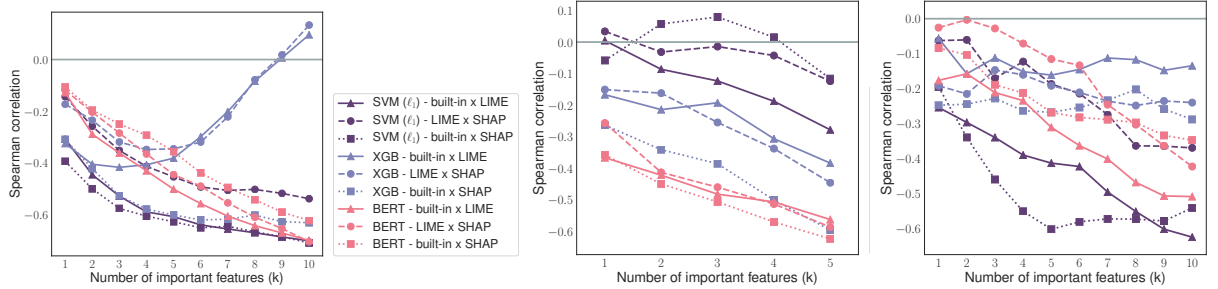 Spearman correlation
0.0
−0.2
−0.4
−0.6
1 2 3 4 5 6 7 8 9 10
Number of important features (k)
SVM (ℓ₁) - built-in x LIME
SVM (ℓ₁) - LIME x SHAP
SVM (ℓ₁) - built-in x SHAP
XGB - built-in x LIME
XGB - LIME x SHAP
XGB - built-in x SHAP
BERT - built-in x LIME
BERT - LIME x SHAP
BERT - built-in x SHAP
Spearman correlation
0.1
0.0
−0.1
−0.2
−0.3
−0.4
−0.5
−0.6
1 2 3 4 5
Number of important features (k)
Spearman correlation
−0.0
−0.1
−0.2
−0.3
−0.4
−0.5
−0.6
1 2 3 4 5 6 7 8 9 10
Number of important features (k)